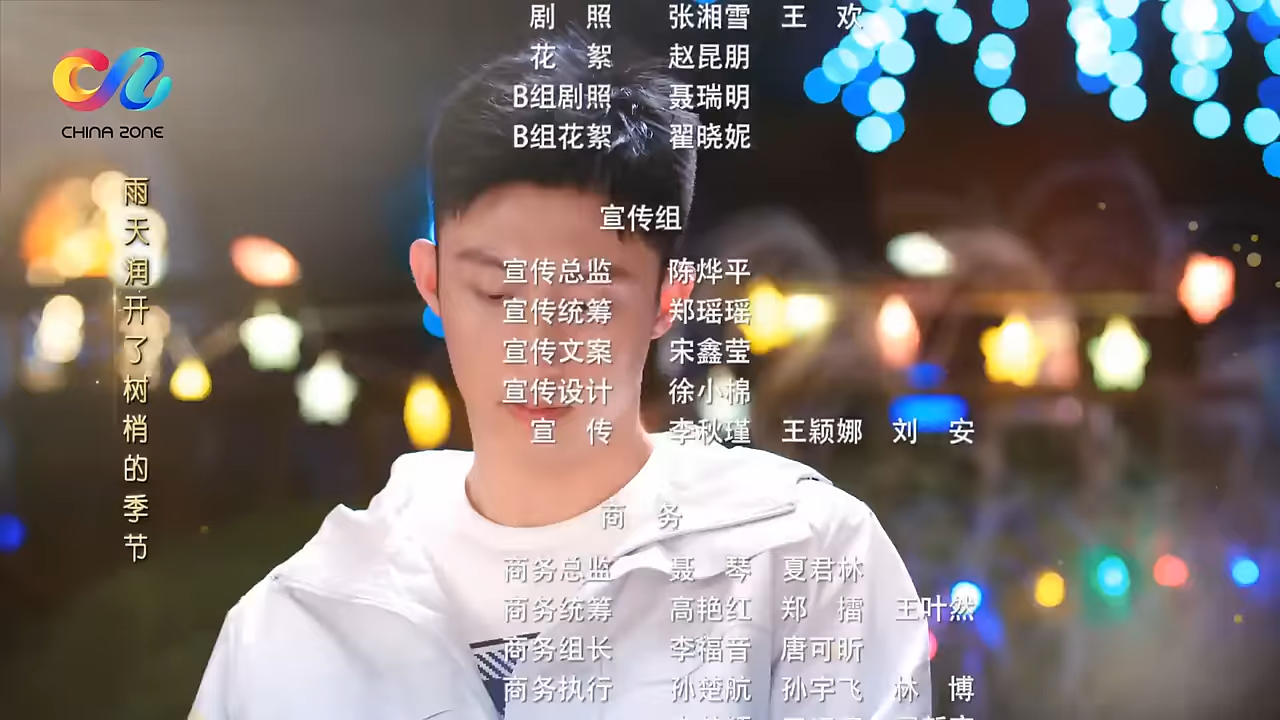 CHINA ZONE
雨天润开了树梢的季节
剧 照 张湘雪 王 欢
花 絮 赵昆朋
B组剧照 聂瑞明
B组花絮 翟晓妮
宣传组
宣传总监 陈烨平
宣传统筹 郑瑶瑶
宣传文案 宋鑫莹
宣传设计 徐小棉
宣 传 李秋瑾 王颖娜 刘 安
商 务
商务总监 聂 琴 夏君林
商务统筹 高艳红 郑 擂 王叶然
商务组长 李福音 唐可昕
商务执行 孙楚航 孙宇飞 林 博